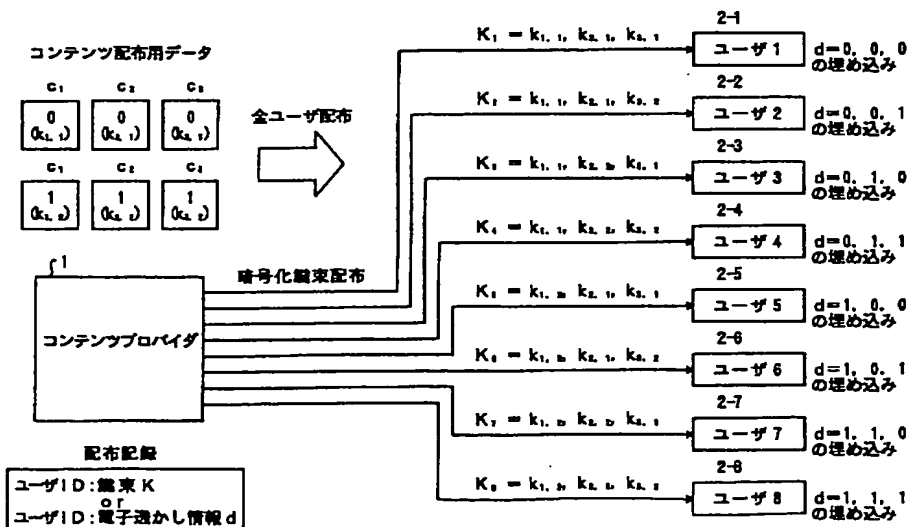 コンテンツ配布用データ
C₁ C₂ C₃
0 0 0
(k₁,₁) (k₂,₁) (k₃,₁)
全ユーザ配布
C₁ C₂ C₃
1 1 1
(k₁,₂) (k₂,₂) (k₃,₂)
1
コンテンツプロバイダ
暗号化鍵束配布
配布記録
ユーザID:鍵束K
or
ユーザID:電子透かし情報d
K₁ = k₁,₁, k₂,₁, k₃,₁
2-1
ユーザ1
d=0, 0, 0
の埋め込み
K₂ = k₁,₁, k₂,₁, k₃,₂
2-2
ユーザ2
d=0, 0, 1
の埋め込み
K₃ = k₁,₁, k₂,₂, k₃,₁
2-3
ユーザ3
d=0, 1, 0
の埋め込み
K₄ = k₁,₁, k₂,₂, k₃,₂
2-4
ユーザ4
d=0, 1, 1
の埋め込み
K₅ = k₁,₂, k₂,₁, k₃,₁
2-5
ユーザ5
d=1, 0, 0
の埋め込み
K₆ = k₁,₂, k₂,₁, k₃,₂
2-6
ユーザ6
d=1, 0, 1
の埋め込み
K₇ = k₁,₂, k₂,₂, k₃,₁
2-7
ユーザ7
d=1, 1, 0
の埋め込み
K₈ = k₁,₂, k₂,₂, k₃,₂
2-8
ユーザ8
d=1, 1, 1
の埋め込み